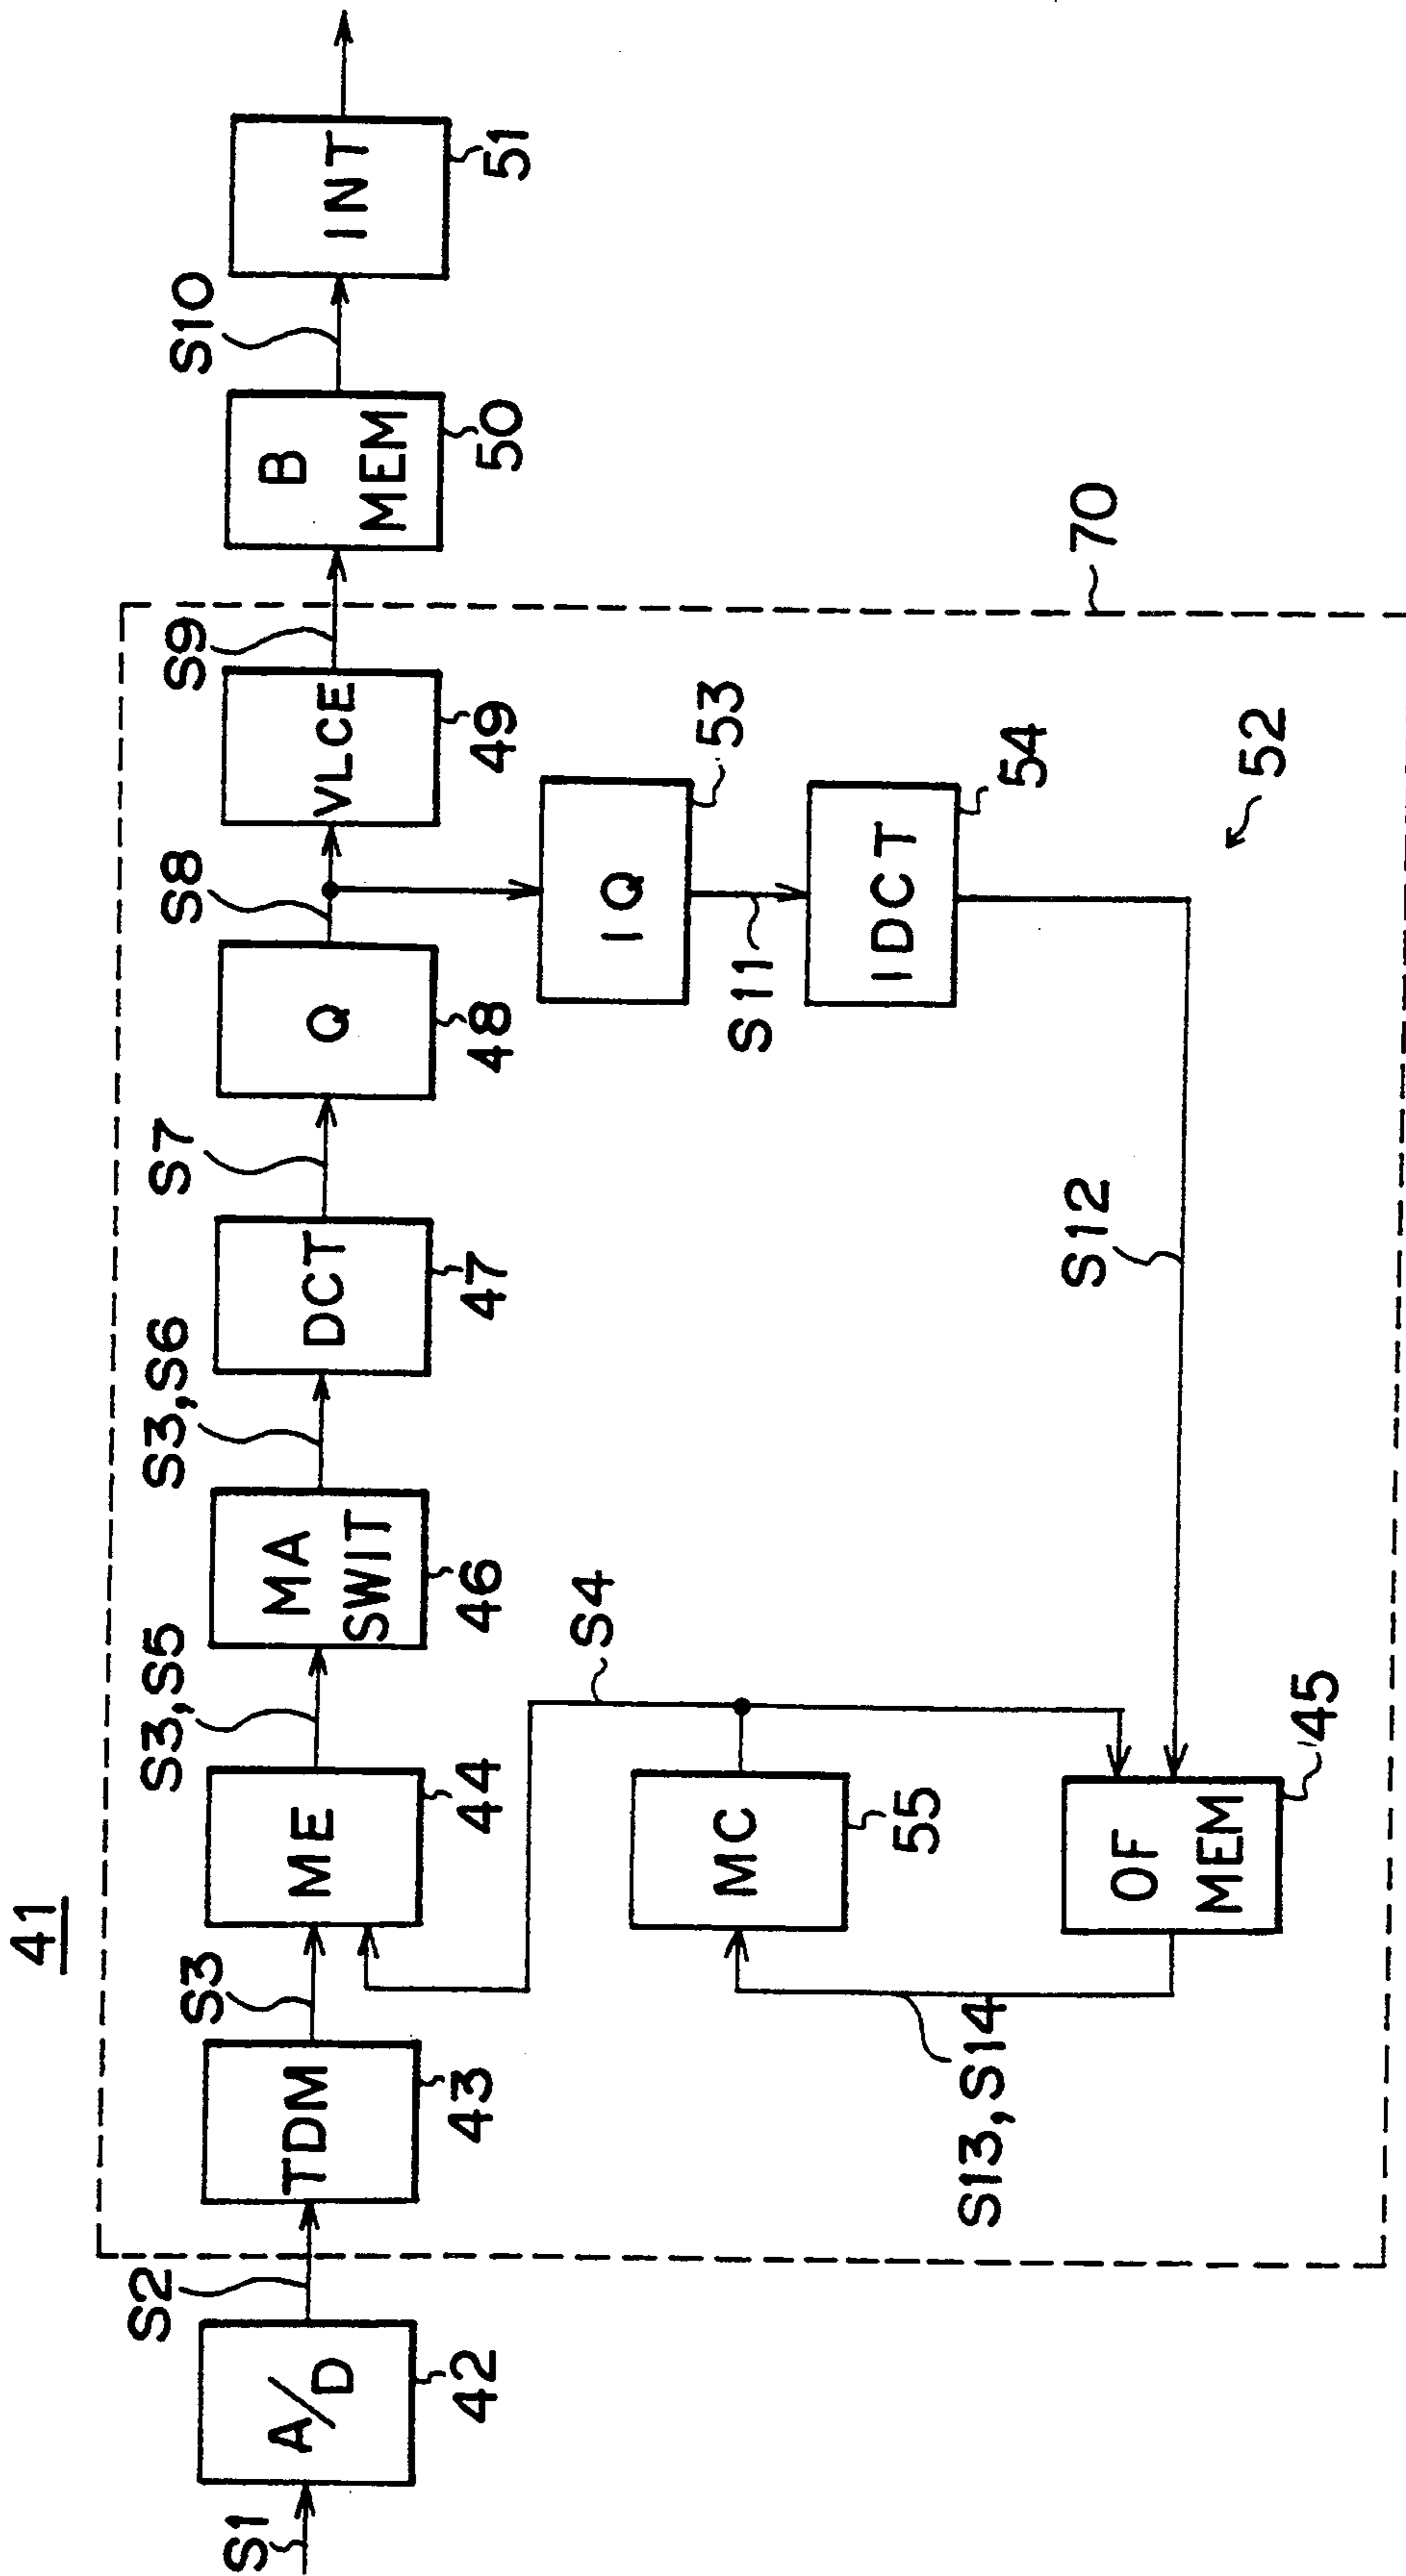 41
S1
A/D
42
S2
TDM
43
S3
ME
44
S3,S5
MA
SWIT
46
S3,S6
DCT
47
S7
Q
48
S8
VLCE
49
S9
B
MEM
50
S10
INT
51
S4
MC
55
S13,S14
OF
MEM
45
S12
IQ
53
S11
IDCT
54
52
70